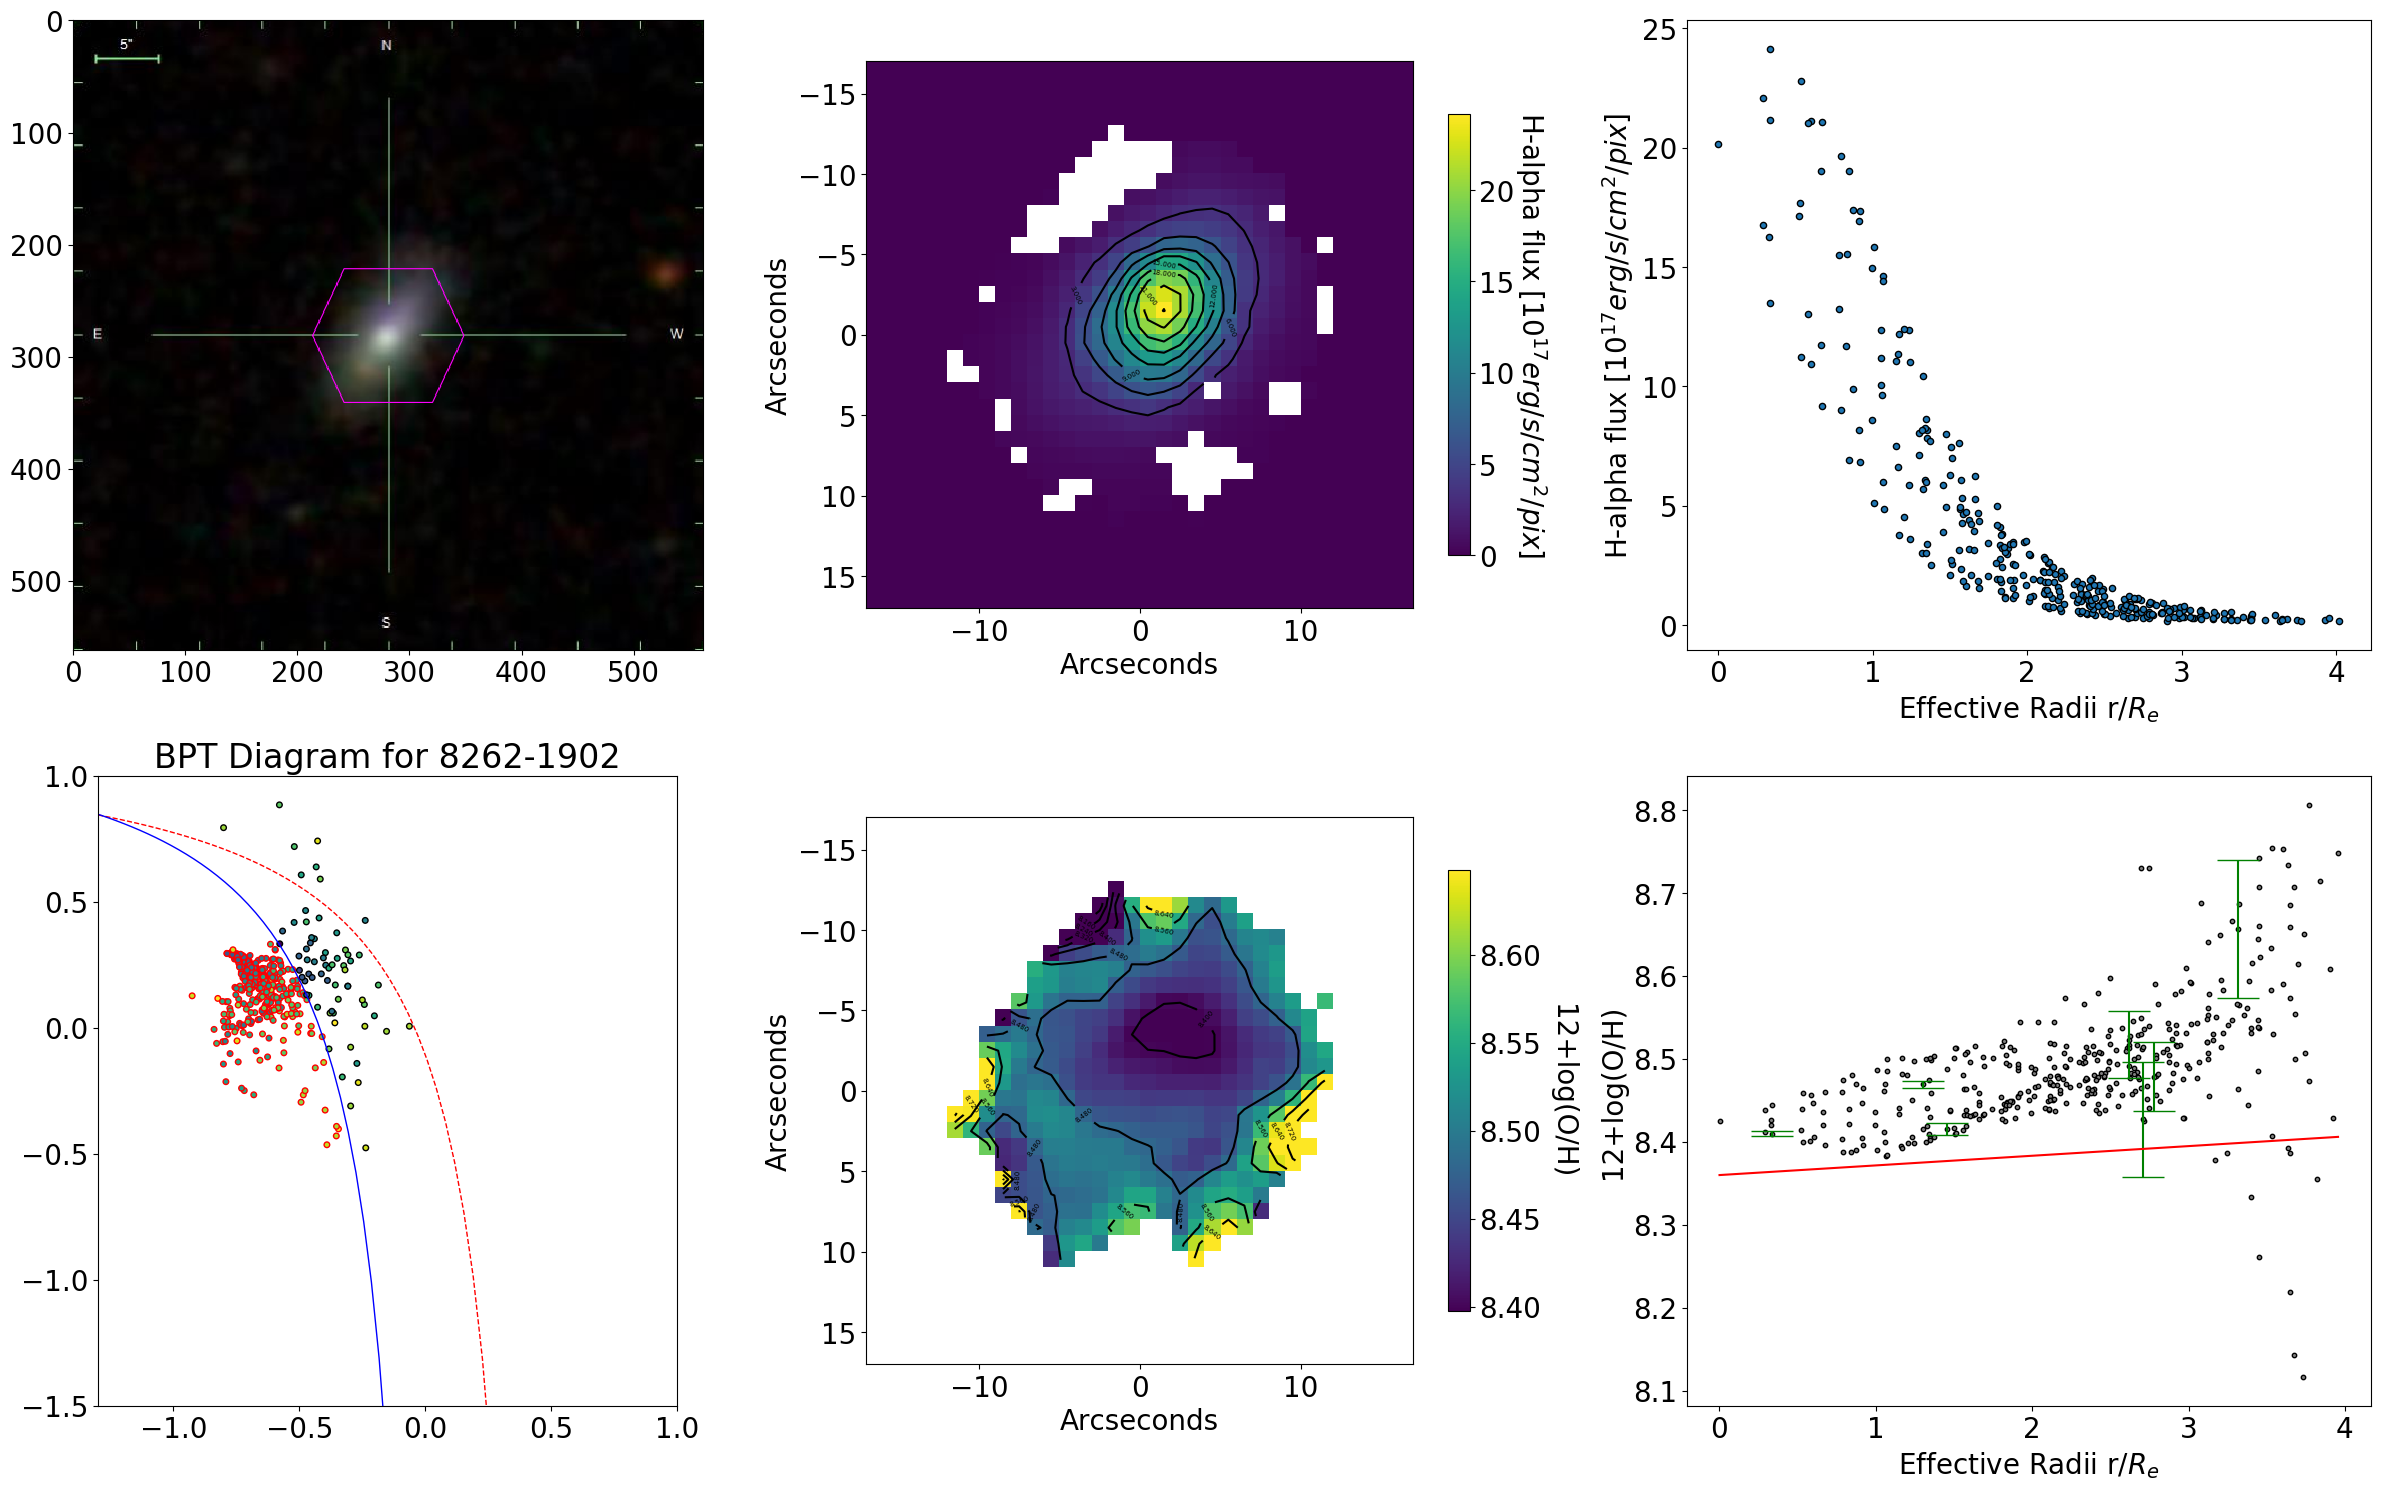 0
100
200
300
400
500
5"
N
E
W
S
0 100 200 300 400 500
−15
−10
−5
0
5
10
15
Arcseconds
−10 0 10
Arcseconds
20
15
10
5
0
H-alpha flux [10^17 erg/s/cm^2/pix]
25
20
15
10
5
0
H-alpha flux [10^17 erg/s/cm^2/pix]
0 1 2 3 4
Effective Radii r/R_e
BPT Diagram for 8262-1902
1.0
0.5
0.0
−0.5
−1.0
−1.5
−1.0 −0.5 0.0 0.5 1.0
−15
−10
−5
0
5
10
15
Arcseconds
−10 0 10
Arcseconds
8.60
8.55
8.50
8.45
8.40
12+log(O/H)
8.8
8.7
8.6
8.5
8.4
8.3
8.2
8.1
12+log(O/H)
0 1 2 3 4
Effective Radii r/R_e